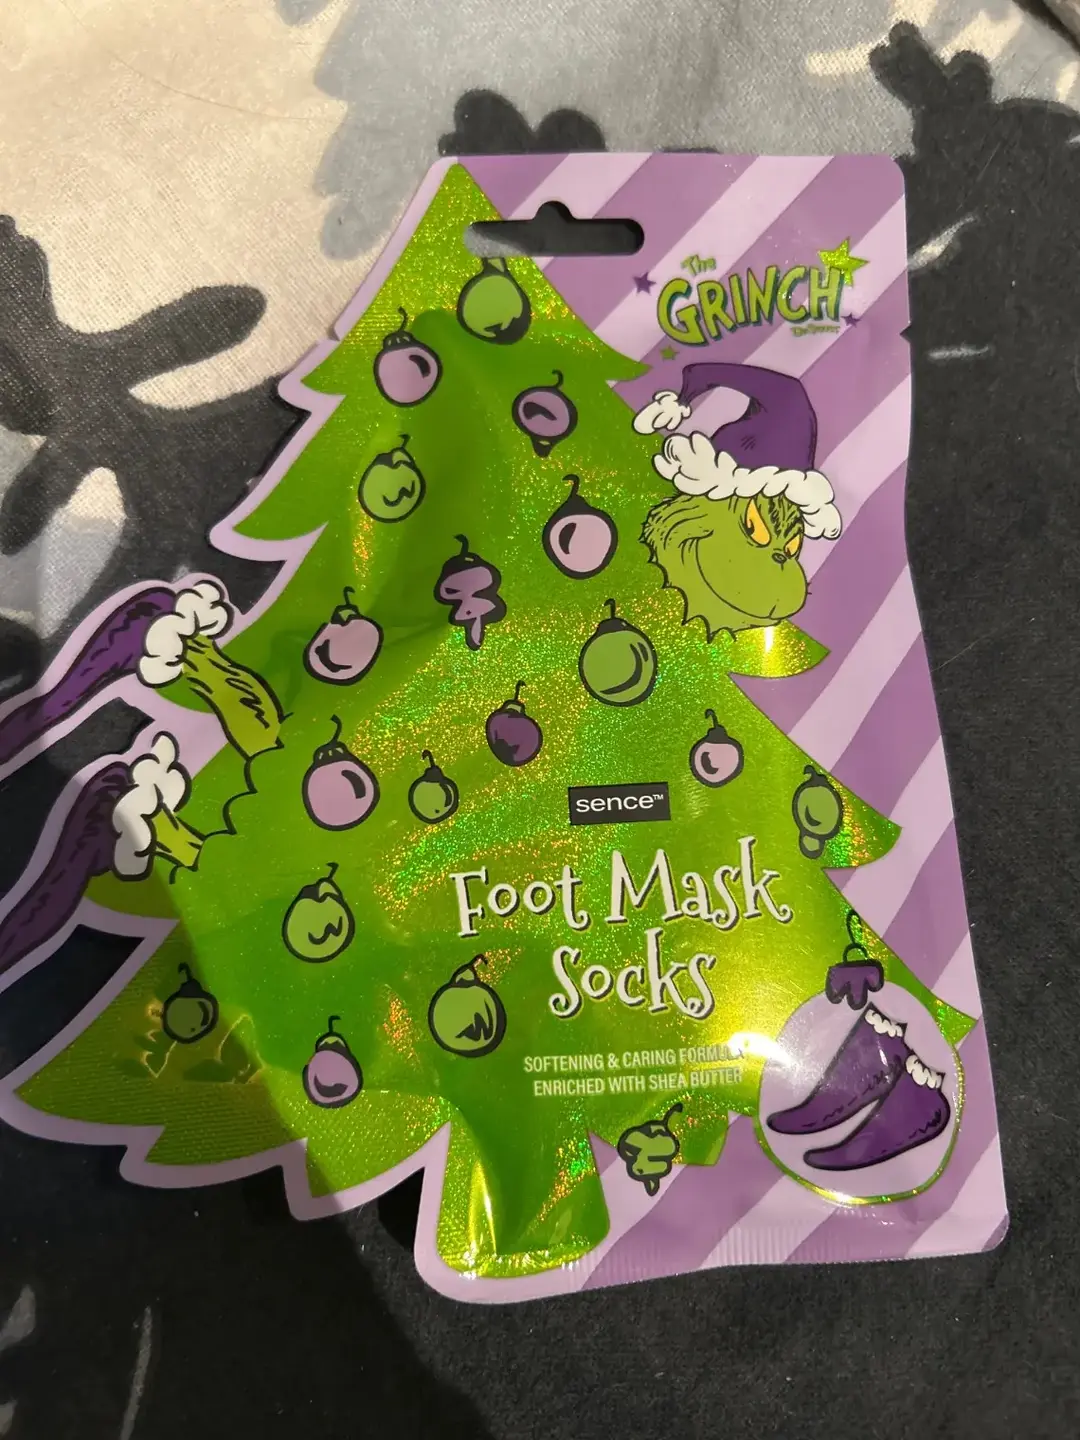 The
GRINCH
sence™
Foot Mask
Socks
SOFTENING & CARING FORMULA
ENRICHED WITH SHEA BUTTER